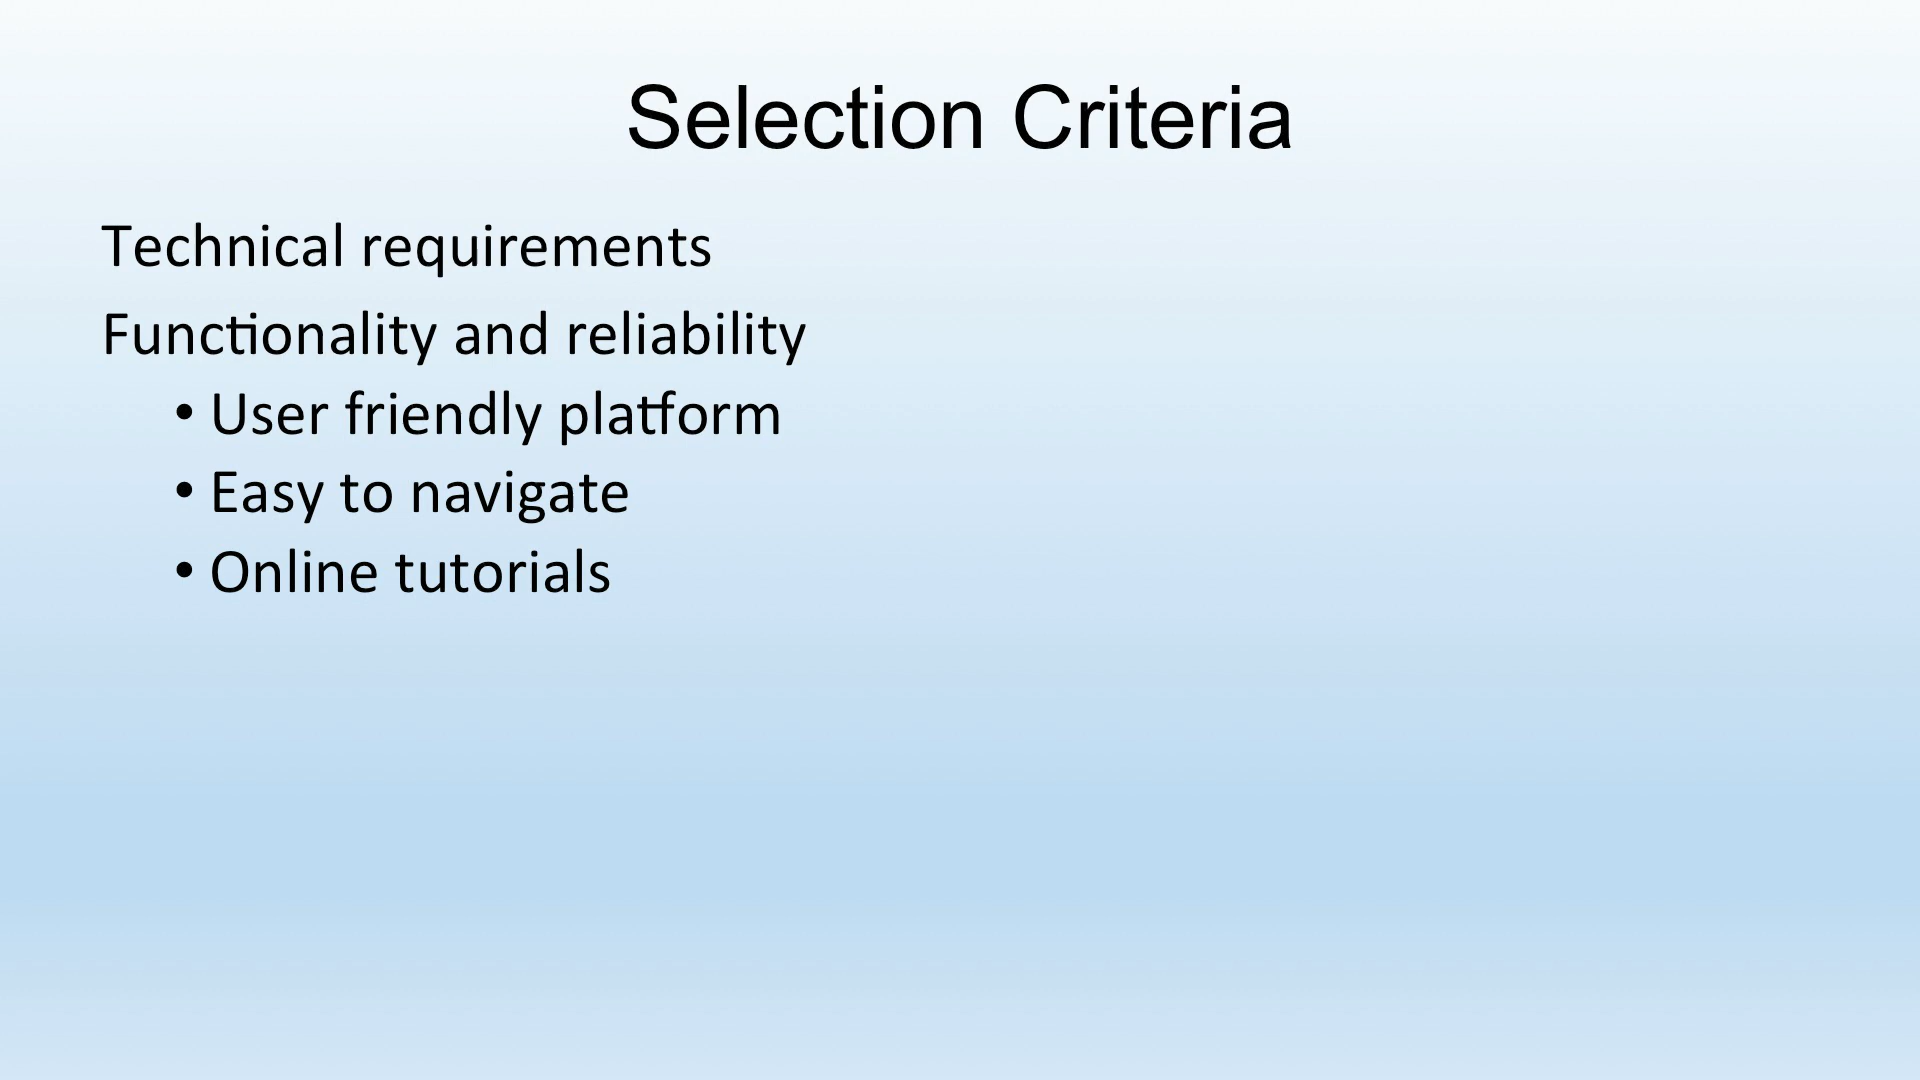 Selection Criteria
Technical requirements
Functionality and reliability
• User friendly platform
• Easy to navigate
• Online tutorials